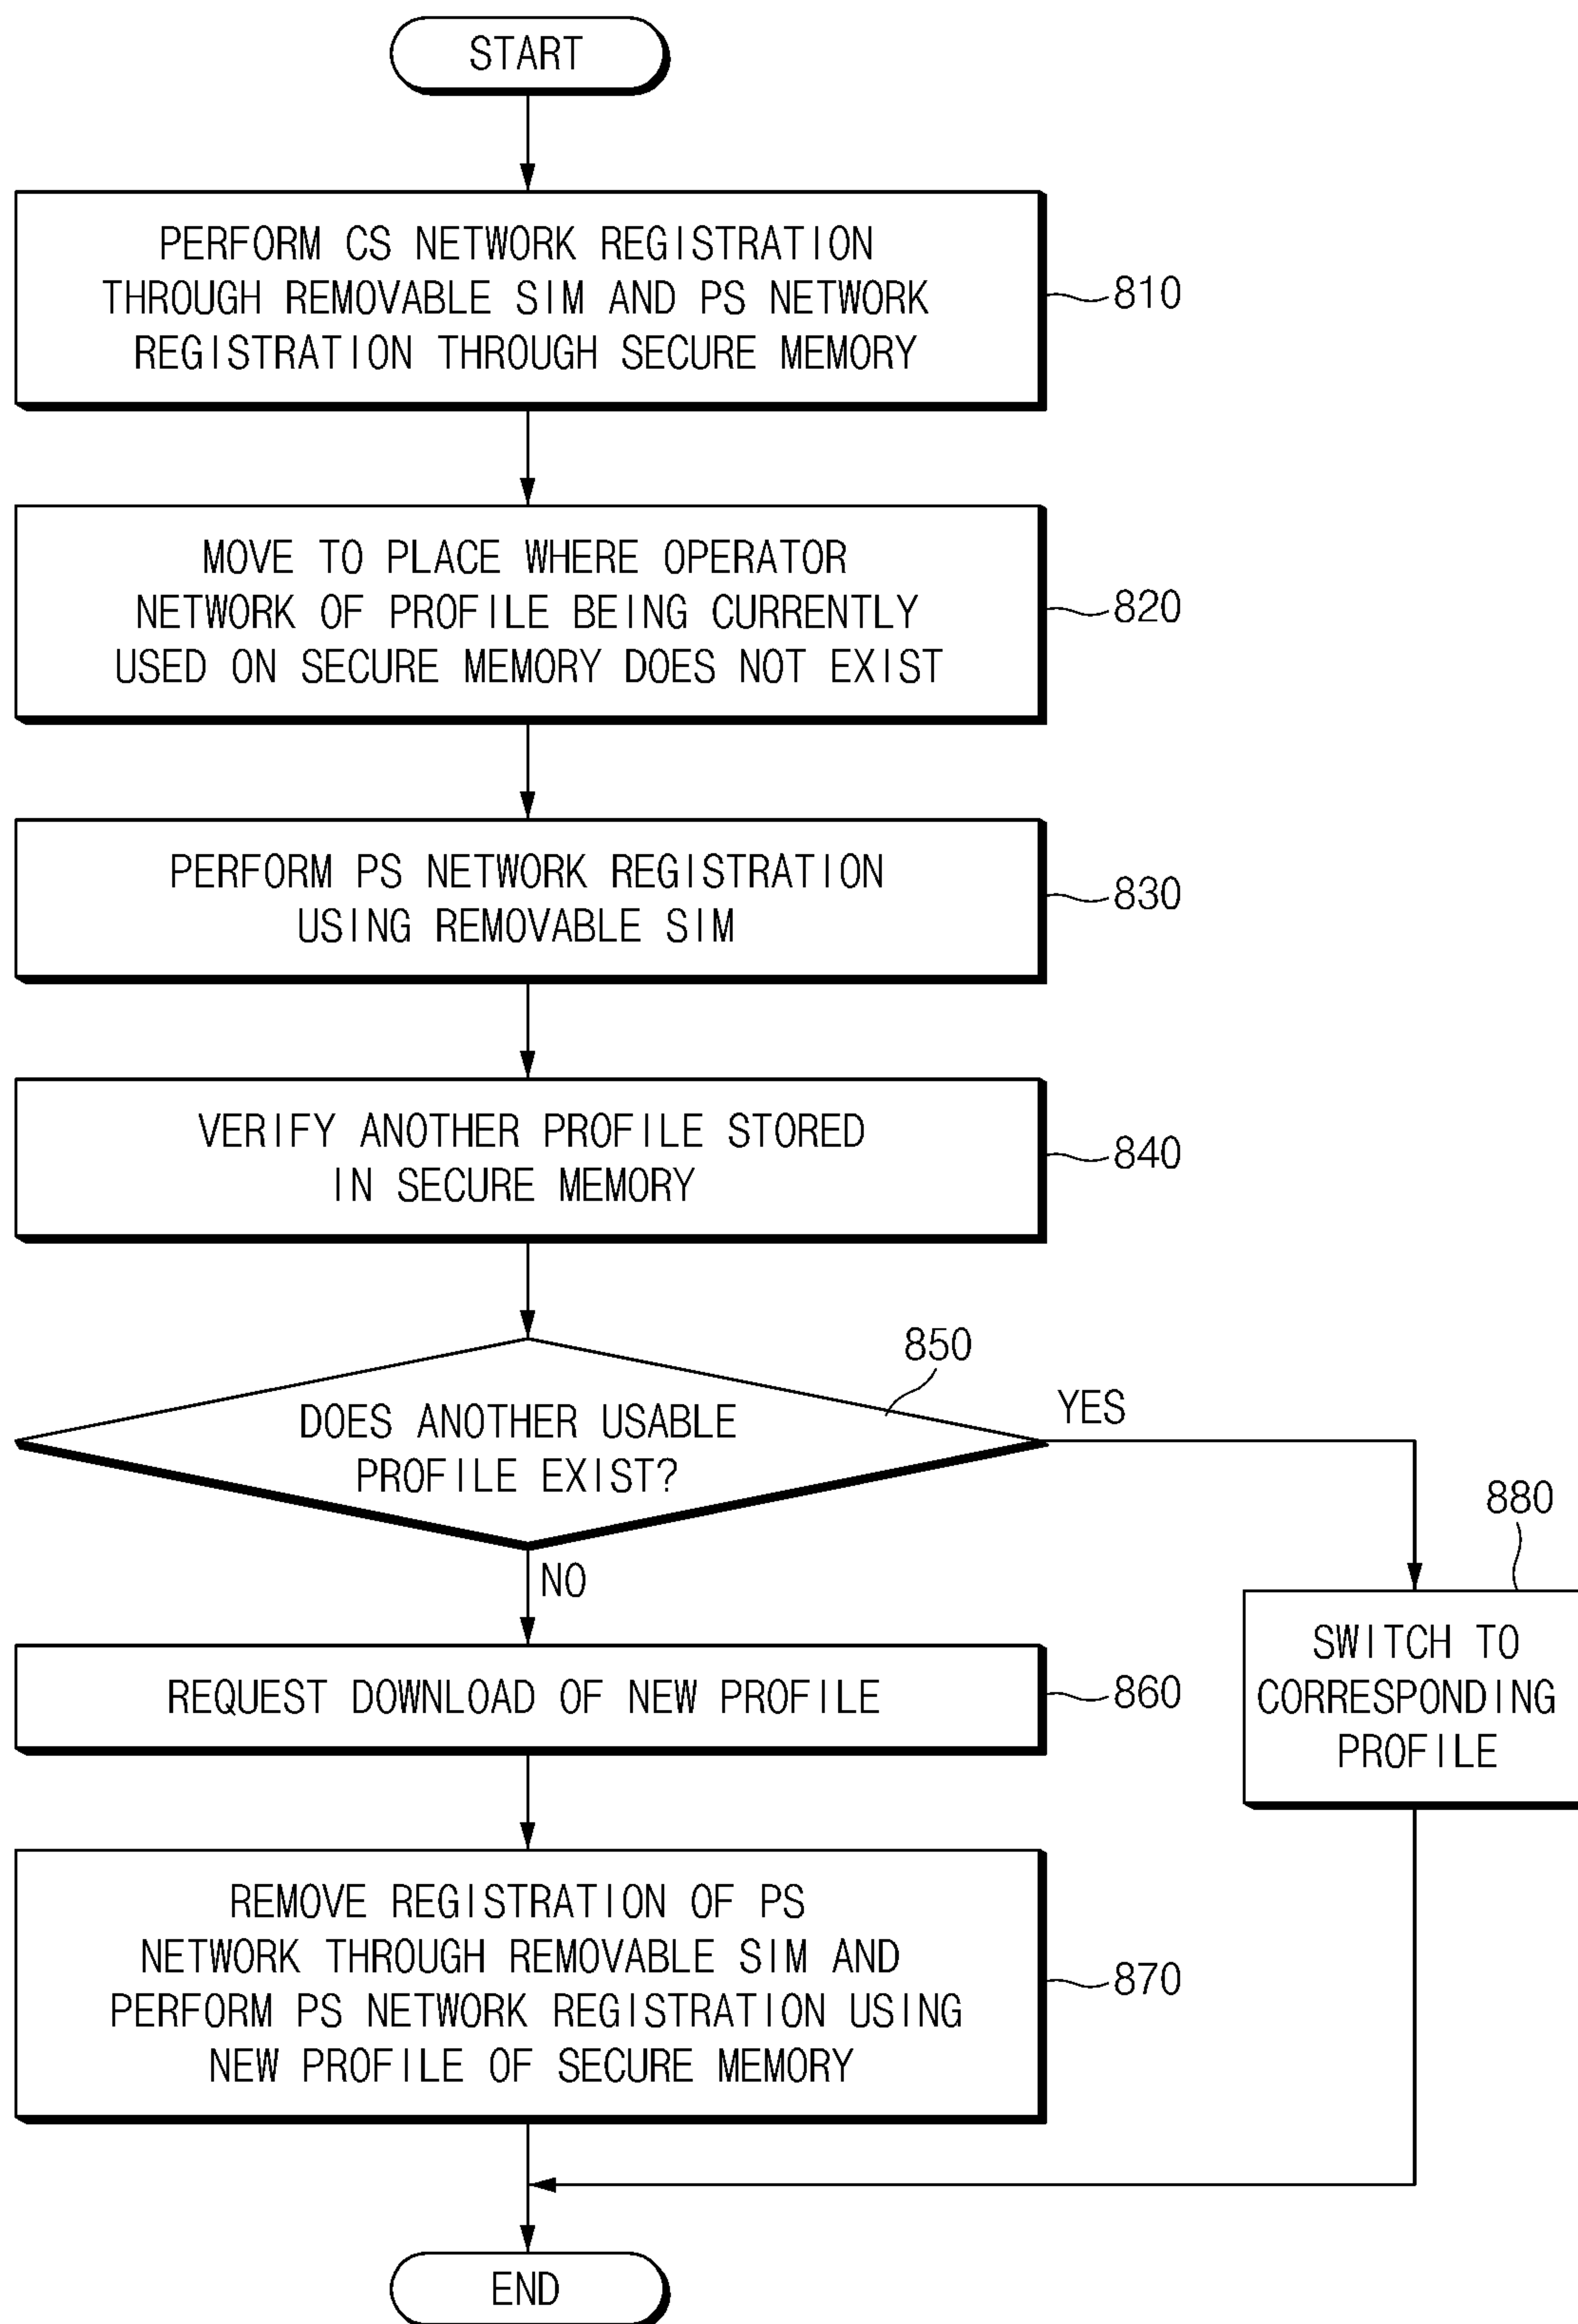 START
PERFORM CS NETWORK REGISTRATION
THROUGH REMOVABLE SIM AND PS NETWORK
REGISTRATION THROUGH SECURE MEMORY
810
MOVE TO PLACE WHERE OPERATOR
NETWORK OF PROFILE BEING CURRENTLY
USED ON SECURE MEMORY DOES NOT EXIST
820
PERFORM PS NETWORK REGISTRATION
USING REMOVABLE SIM
830
VERIFY ANOTHER PROFILE STORED
IN SECURE MEMORY
840
850
DOES ANOTHER USABLE
PROFILE EXIST?
YES
NO
880
SWITCH TO
CORRESPONDING
PROFILE
REQUEST DOWNLOAD OF NEW PROFILE
860
REMOVE REGISTRATION OF PS
NETWORK THROUGH REMOVABLE SIM AND
PERFORM PS NETWORK REGISTRATION USING
NEW PROFILE OF SECURE MEMORY
870
END